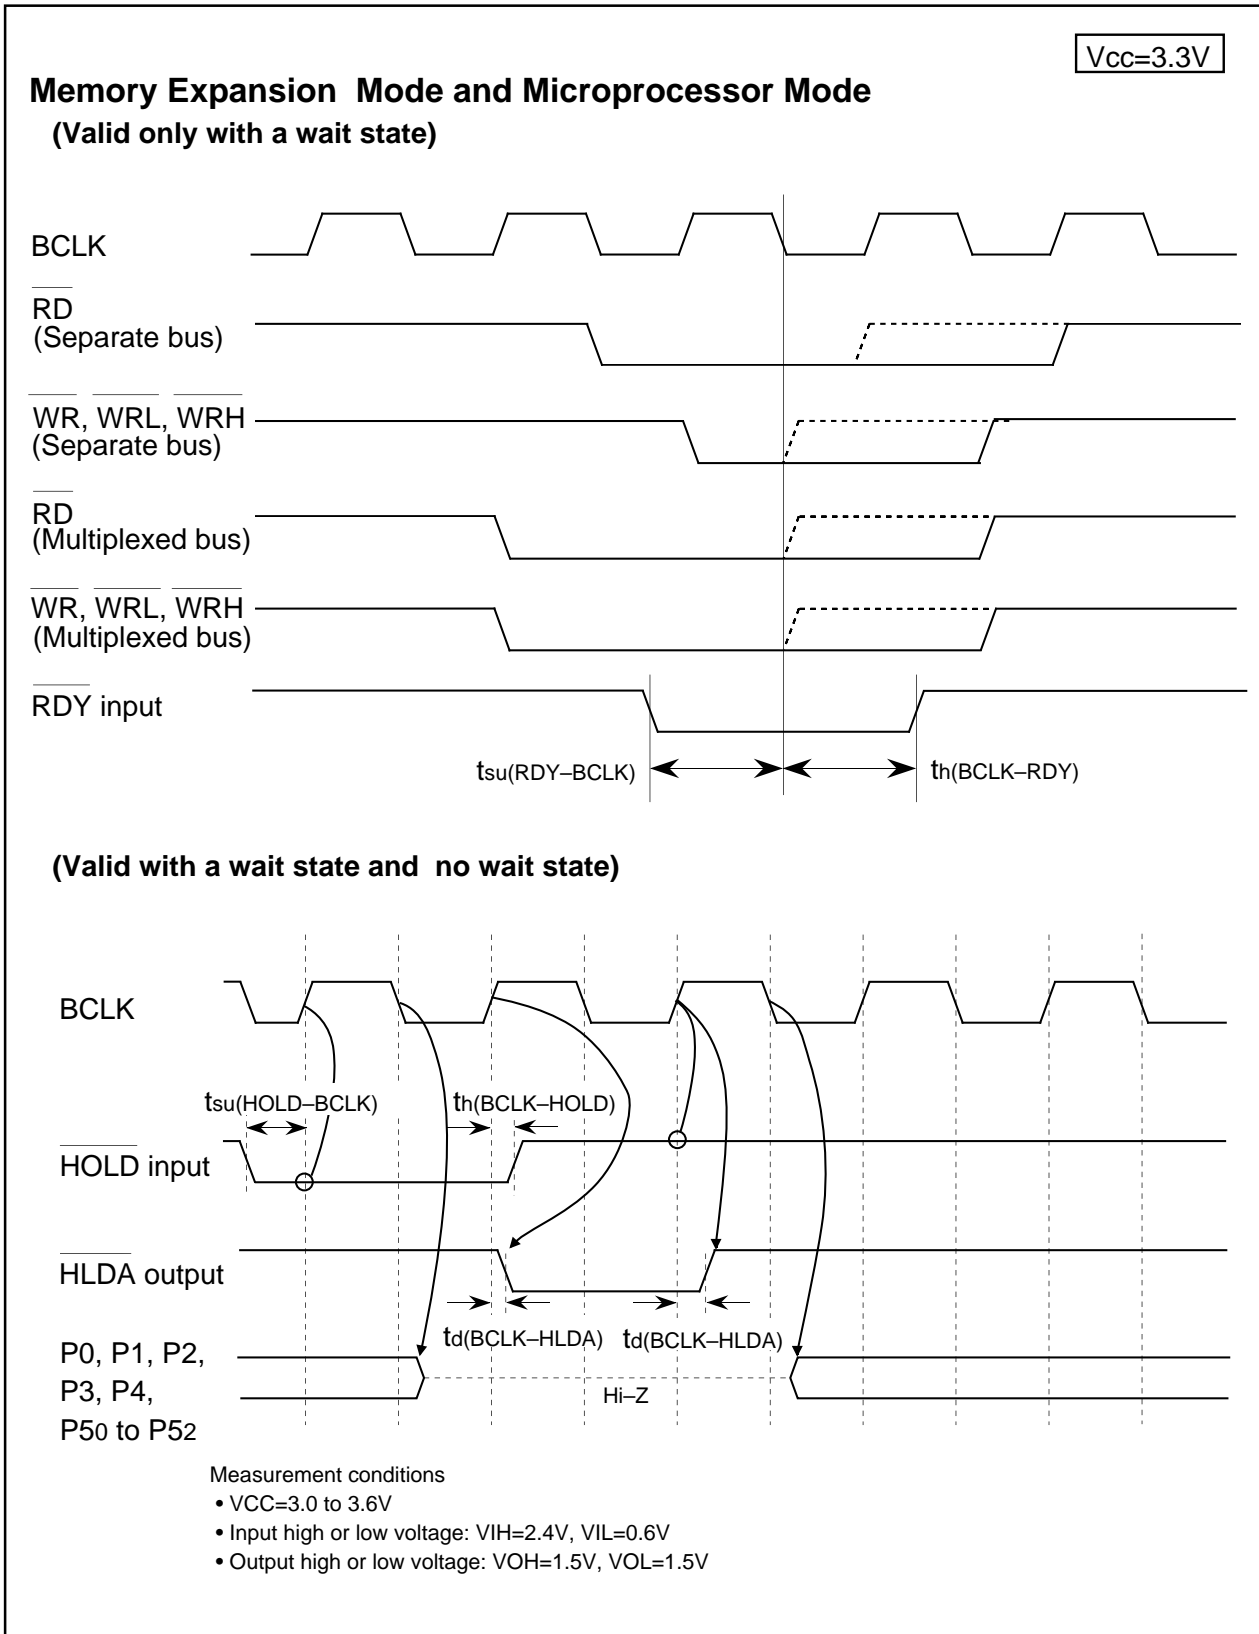 Vcc=3.3V
Memory Expansion Mode and Microprocessor Mode
(Valid only with a wait state)
BCLK
RD
(Separate bus)
WR, WRL, WRH
(Separate bus)
RD
(Multiplexed bus)
WR, WRL, WRH
(Multiplexed bus)
RDY input
tsu(RDY–BCLK)
th(BCLK–RDY)
(Valid with a wait state and no wait state)
BCLK
tsu(HOLD–BCLK)
th(BCLK–HOLD)
HOLD input
HLDA output
td(BCLK–HLDA)
td(BCLK–HLDA)
P0, P1, P2,
P3, P4,
P50 to P52
Hi–Z
Measurement conditions
• VCC=3.0 to 3.6V
• Input high or low voltage: VIH=2.4V, VIL=0.6V
• Output high or low voltage: VOH=1.5V, VOL=1.5V